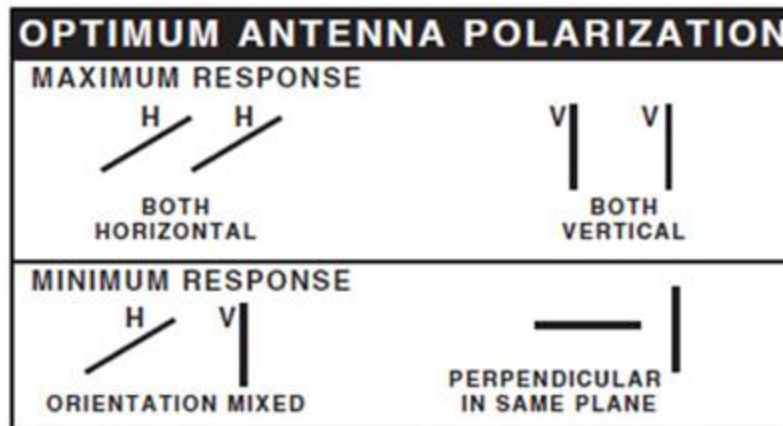 OPTIMUM ANTENNA POLARIZATION
MAXIMUM RESPONSE
H H V V
BOTH
HORIZONTAL
BOTH
VERTICAL
MINIMUM RESPONSE
H V
ORIENTATION MIXED
PERPENDICULAR
IN SAME PLANE